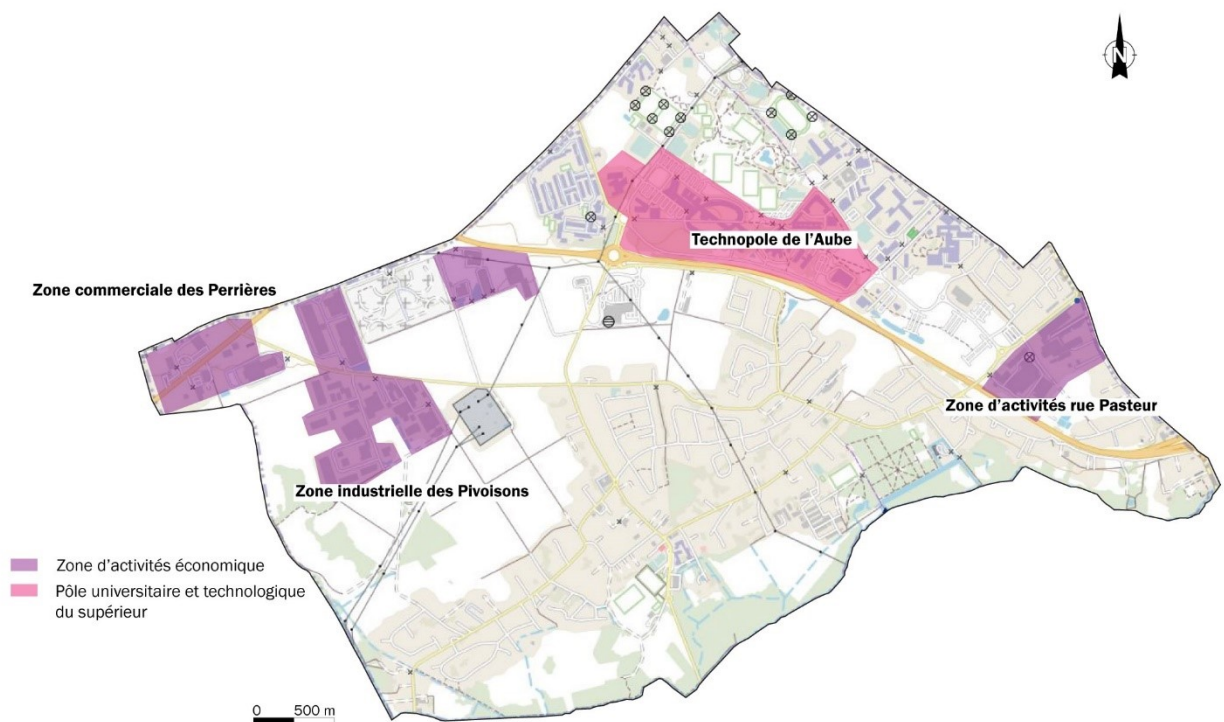 N
Technopole de l'Aube
Zone commerciale des Perrières
Zone d'activités rue Pasteur
Zone industrielle des Pivoisons
Zone d'activités économique
Pôle universitaire et technologique
du supérieur
0 500 m